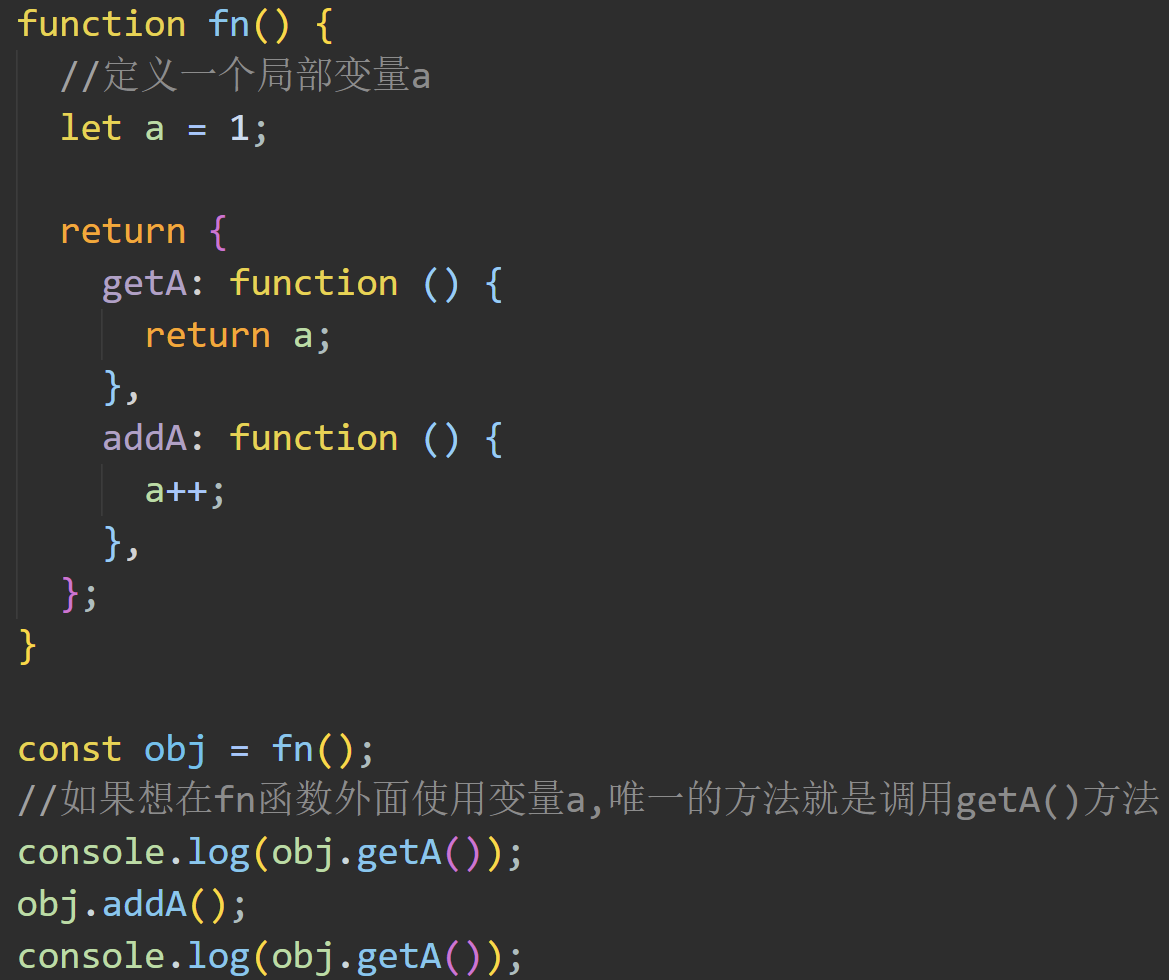 function fn() {
  //定义一个局部变量a
  let a = 1;

  return {
    getA: function () {
      return a;
    },
    addA: function () {
      a++;
    },
  };
}

const obj = fn();
//如果想在fn函数外面使用变量a,唯一的方法就是调用getA()方法
console.log(obj.getA());
obj.addA();
console.log(obj.getA());